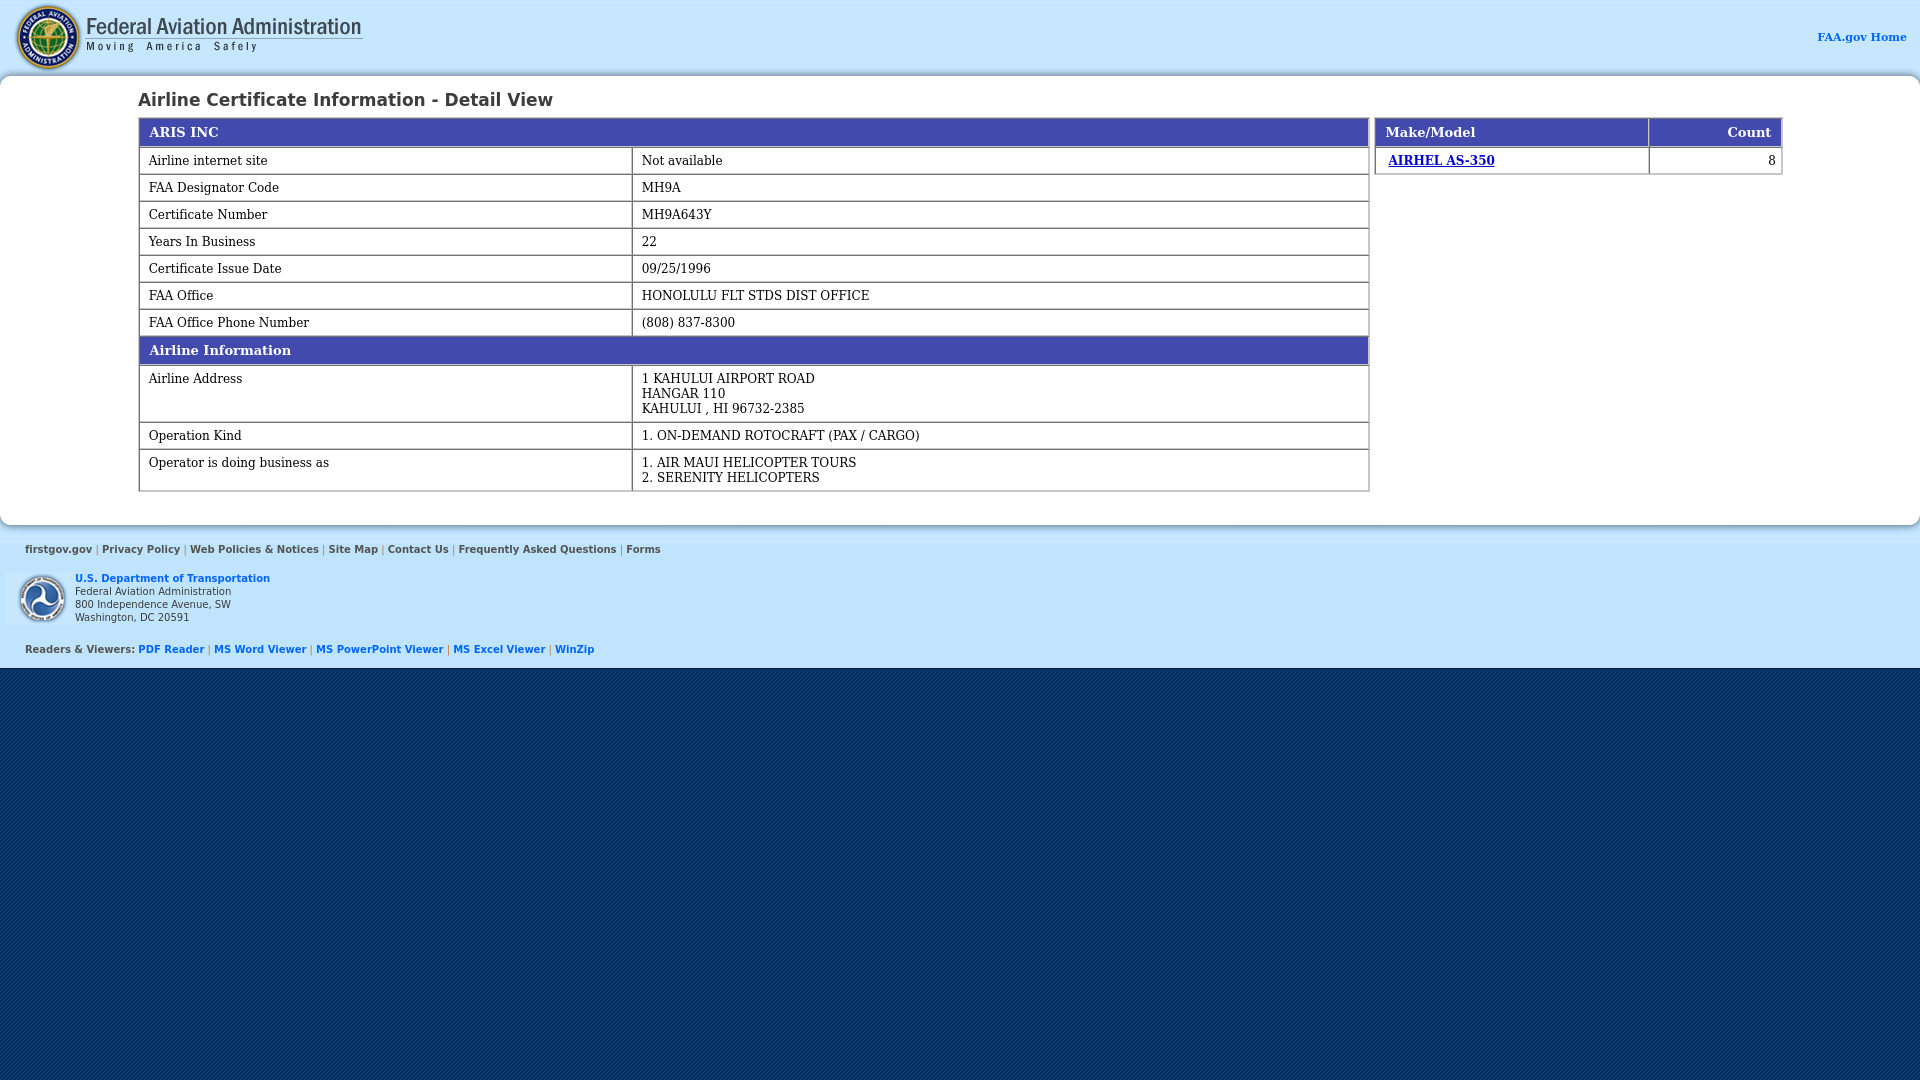 Federal Aviation Administration
Moving America Safely
FAA.gov Home
Airline Certificate Information - Detail View
ARIS INC
Airline internet site Not available
FAA Designator Code MH9A
Certificate Number MH9A643Y
Years In Business 22
Certificate Issue Date 09/25/1996
FAA Office HONOLULU FLT STDS DIST OFFICE
FAA Office Phone Number (808) 837-8300
Airline Information
Airline Address 1 KAHULUI AIRPORT ROAD
HANGAR 110
KAHULUI , HI 96732-2385
Operation Kind 1. ON-DEMAND ROTOCRAFT (PAX / CARGO)
Operator is doing business as 1. AIR MAUI HELICOPTER TOURS
2. SERENITY HELICOPTERS
Make/Model Count
AIRHEL AS-350 8
firstgov.gov | Privacy Policy | Web Policies & Notices | Site Map | Contact Us | Frequently Asked Questions | Forms
U.S. Department of Transportation
Federal Aviation Administration
800 Independence Avenue, SW
Washington, DC 20591
Readers & Viewers: PDF Reader | MS Word Viewer | MS PowerPoint Viewer | MS Excel Viewer | WinZip